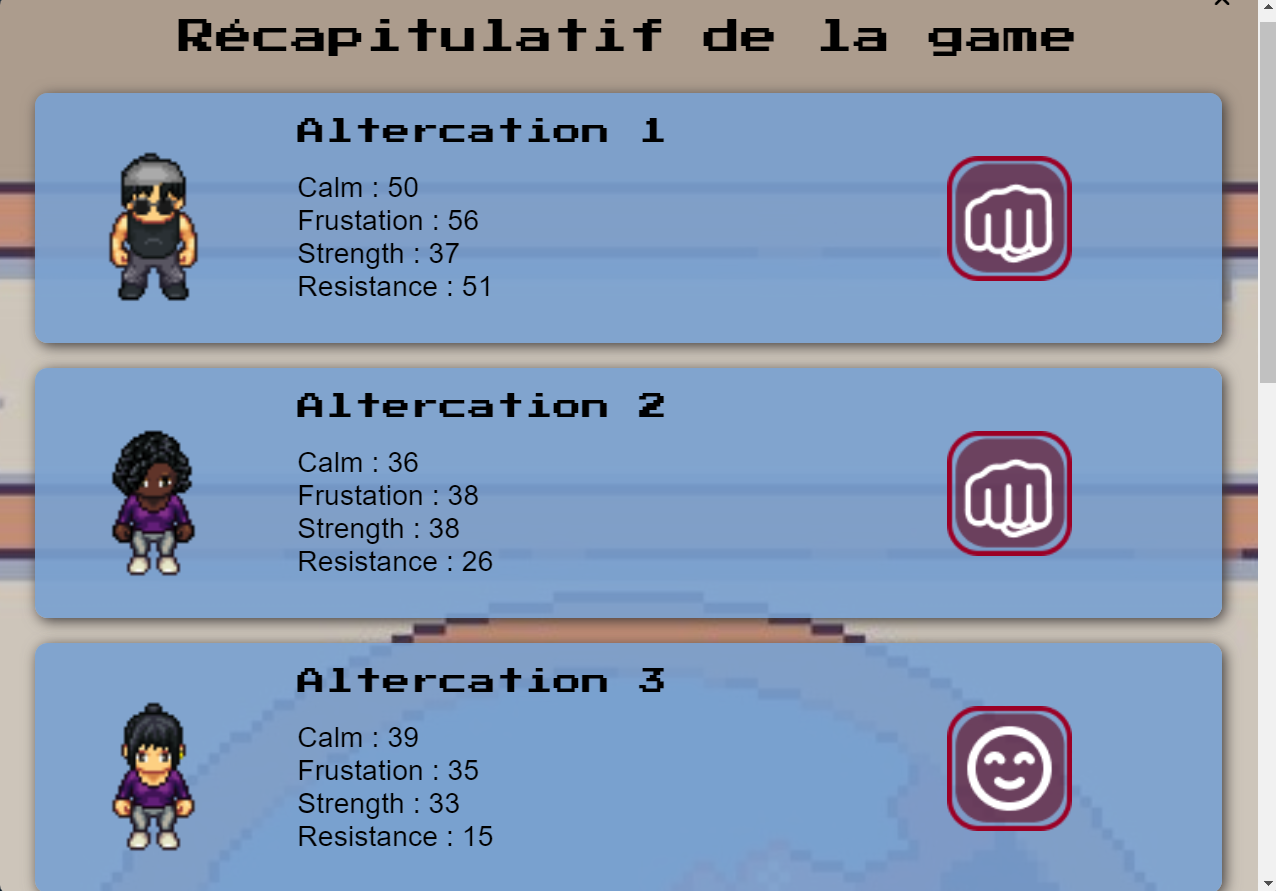 Récapitulatif de la game
Altercation 1
Calm : 50
Frustation : 56
Strength : 37
Resistance : 51
Altercation 2
Calm : 36
Frustation : 38
Strength : 38
Resistance : 26
Altercation 3
Calm : 39
Frustation : 35
Strength : 33
Resistance : 15